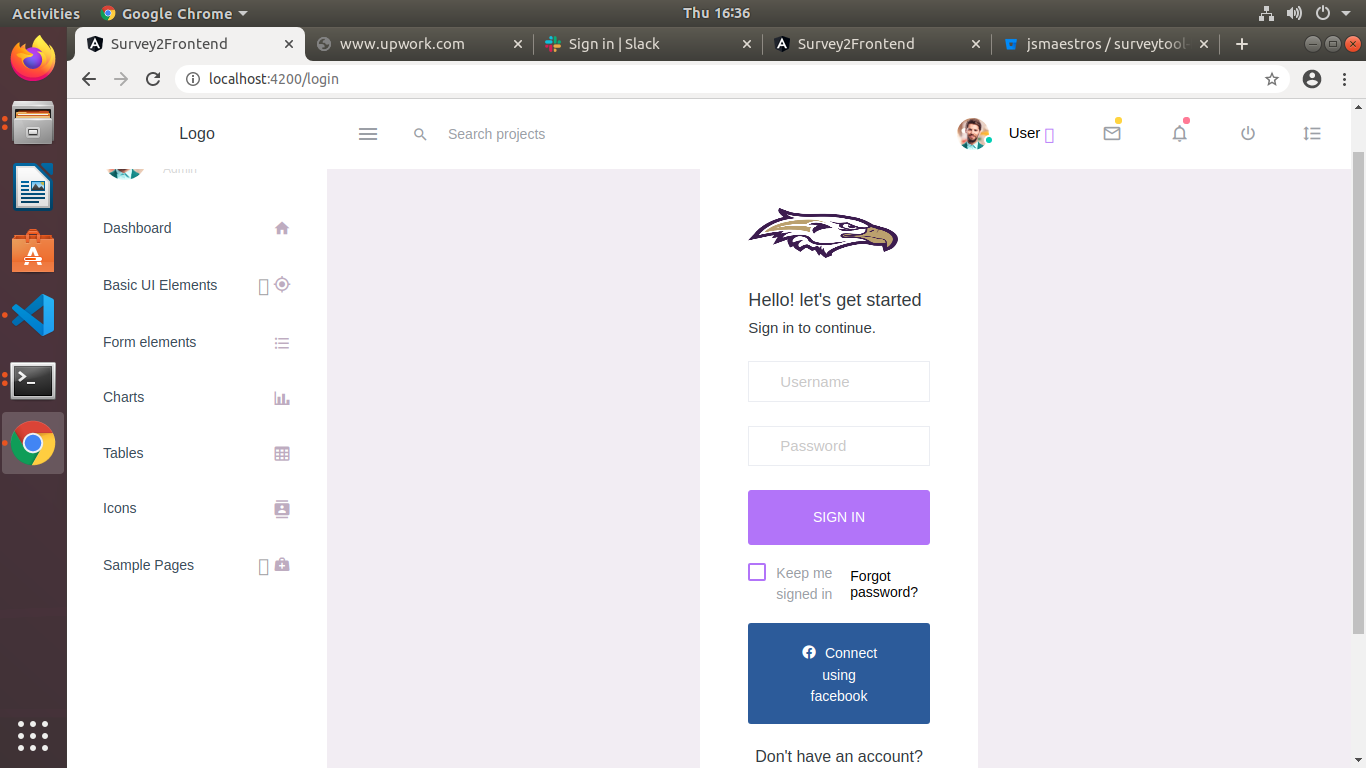 Activities
Google Chrome
Thu 16:36
Survey2Frontend
www.upwork.com
Sign in | Slack
Survey2Frontend
jsmaestros / surveytool
localhost:4200/login
Logo
Search projects
User
Admin
Dashboard
Basic UI Elements
Form elements
Charts
Tables
Icons
Sample Pages
Hello! let's get started
Sign in to continue.
Username
Password
SIGN IN
Keep me
signed in
Forgot
password?
Connect
using
facebook
Don't have an account?